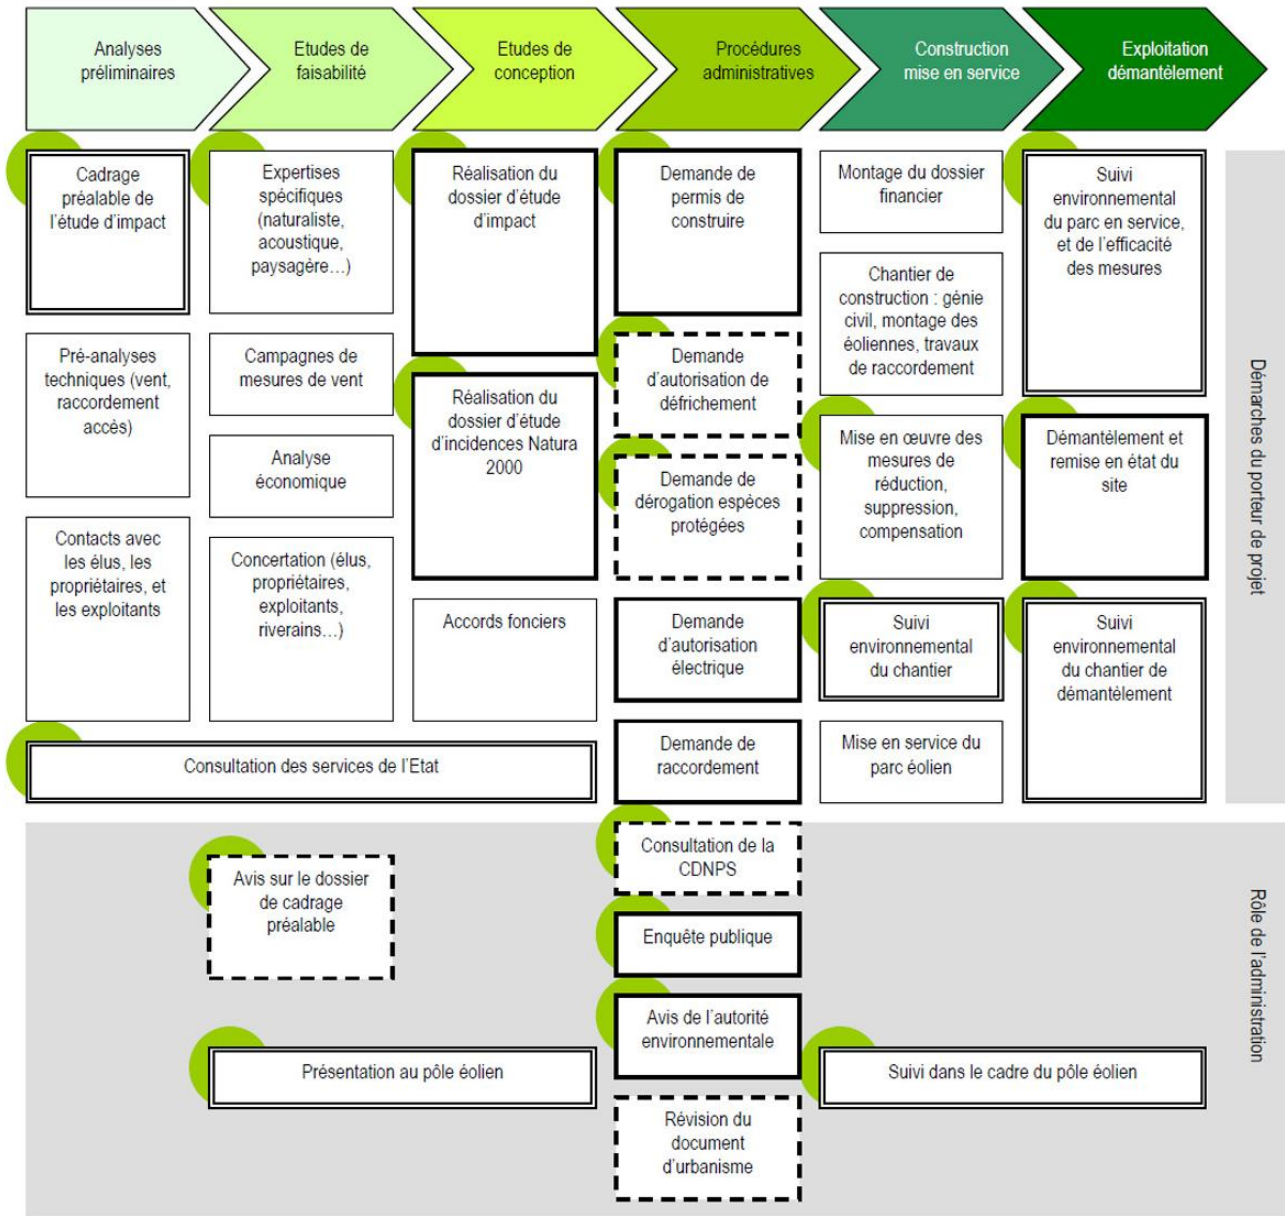 Analyses
préliminaires
Etudes de
faisabilité
Etudes de
conception
Procédures
administratives
Construction
mise en service
Exploitation
démantèlement
Cadrage
préalable de
l’étude d’impact
Pré-analyses
techniques (vent,
raccordement
accès)
Contacts avec
les élus, les
propriétaires, et
les exploitants
Expertises
spécifiques
(naturaliste,
acoustique,
paysagère…)
Campagnes de
mesures de vent
Analyse
économique
Concertation (élus,
propriétaires,
exploitants,
riverains…)
Réalisation du
dossier d’étude
d’impact
Réalisation du
dossier d’étude
d’incidences Natura
2000
Accords fonciers
Consultation des services de l’Etat
Demande de
permis de
construire
Demande
d’autorisation de
défrichement
Demande de
dérogation espèces
protégées
Demande
d’autorisation
électrique
Demande de
raccordement
Montage du dossier
financier
Chantier de
construction : génie
civil, montage des
éoliennes, travaux
de raccordement
Mise en œuvre des
mesures de
réduction,
suppression,
compensation
Suivi
environnemental
du chantier
Mise en service du
parc éolien
Suivi
environnemental
du parc en service,
et de l’efficacité
des mesures
Démantèlement et
remise en état du
site
Suivi
environnemental
du chantier de
démantèlement
Démarches du porteur de projet
Avis sur le dossier
de cadrage
préalable
Présentation au pôle éolien
Consultation de la
CDNPS
Enquête publique
Avis de l’autorité
environnementale
Révision du
document
d’urbanisme
Suivi dans le cadre du pôle éolien
Rôle de l’administration